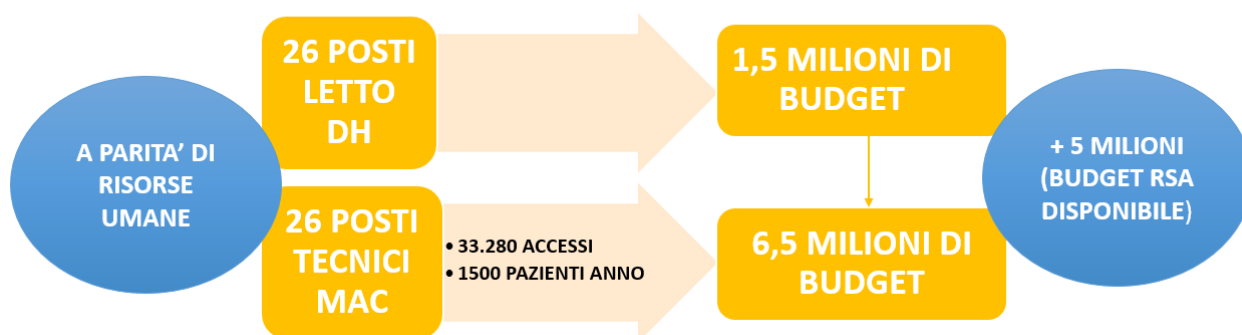 A PARITA’ DI
RISORSE
UMANE
26 POSTI
LETTO
DH
1,5 MILIONI DI
BUDGET
26 POSTI
TECNICI
MAC
• 33.280 ACCESSI
• 1500 PAZIENTI ANNO
6,5 MILIONI DI
BUDGET
+ 5 MILIONI
(BUDGET RSA
DISPONIBILE)